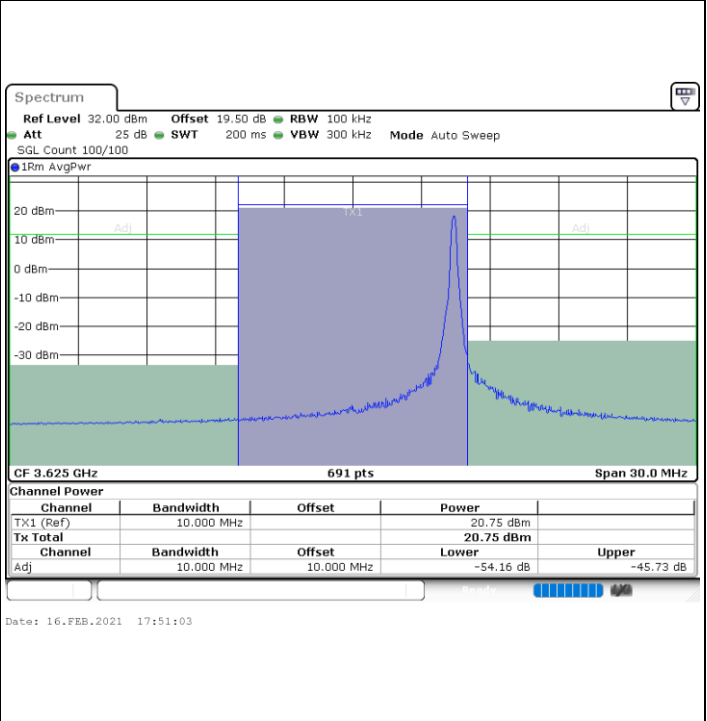 Spectrum
Ref Level 32.00 dBm Offset 19.50 dB RBW 100 kHz
Att 25 dB SWT 200 ms VBW 300 kHz Mode Auto Sweep
SGL Count 100/100
1Rm AvgPwr
TX1
20 dBm
Adj Adj
10 dBm
0 dBm
-10 dBm
-20 dBm
-30 dBm
CF 3.625 GHz 691 pts Span 30.0 MHz
Channel Power
Channel Bandwidth Offset Power
TX1 (Ref) 10.000 MHz 20.75 dBm
Tx Total 20.75 dBm
Channel Bandwidth Offset Lower Upper
Adj 10.000 MHz 10.000 MHz -54.16 dB -45.73 dB
Ready
Date: 16.FEB.2021 17:51:03